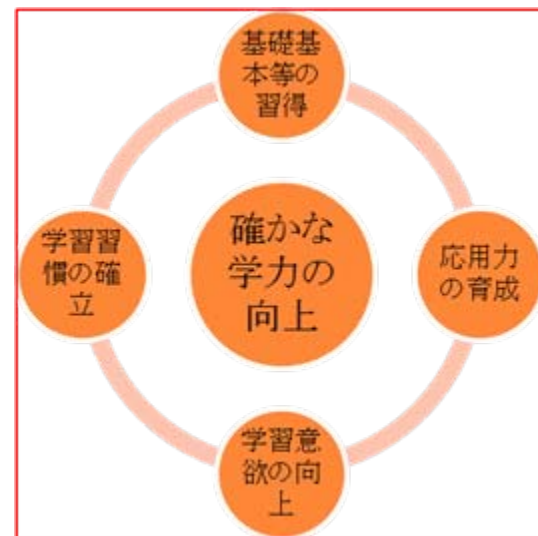 基礎基
本等の
習得
学習習
慣の確
立
確かな
学力の
向上
応用力
の育成
学習意
欲の向
上